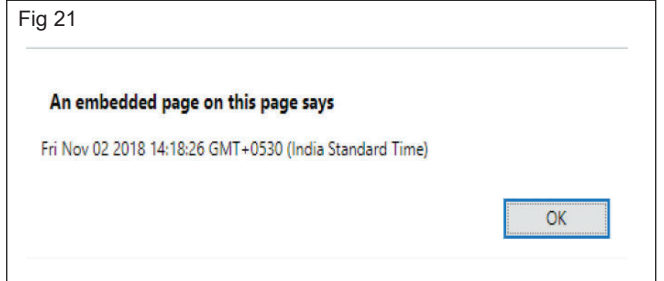 Fig 21
An embedded page on this page says
Fri Nov 02 2018 14:18:26 GMT+0530 (India Standard Time)
OK